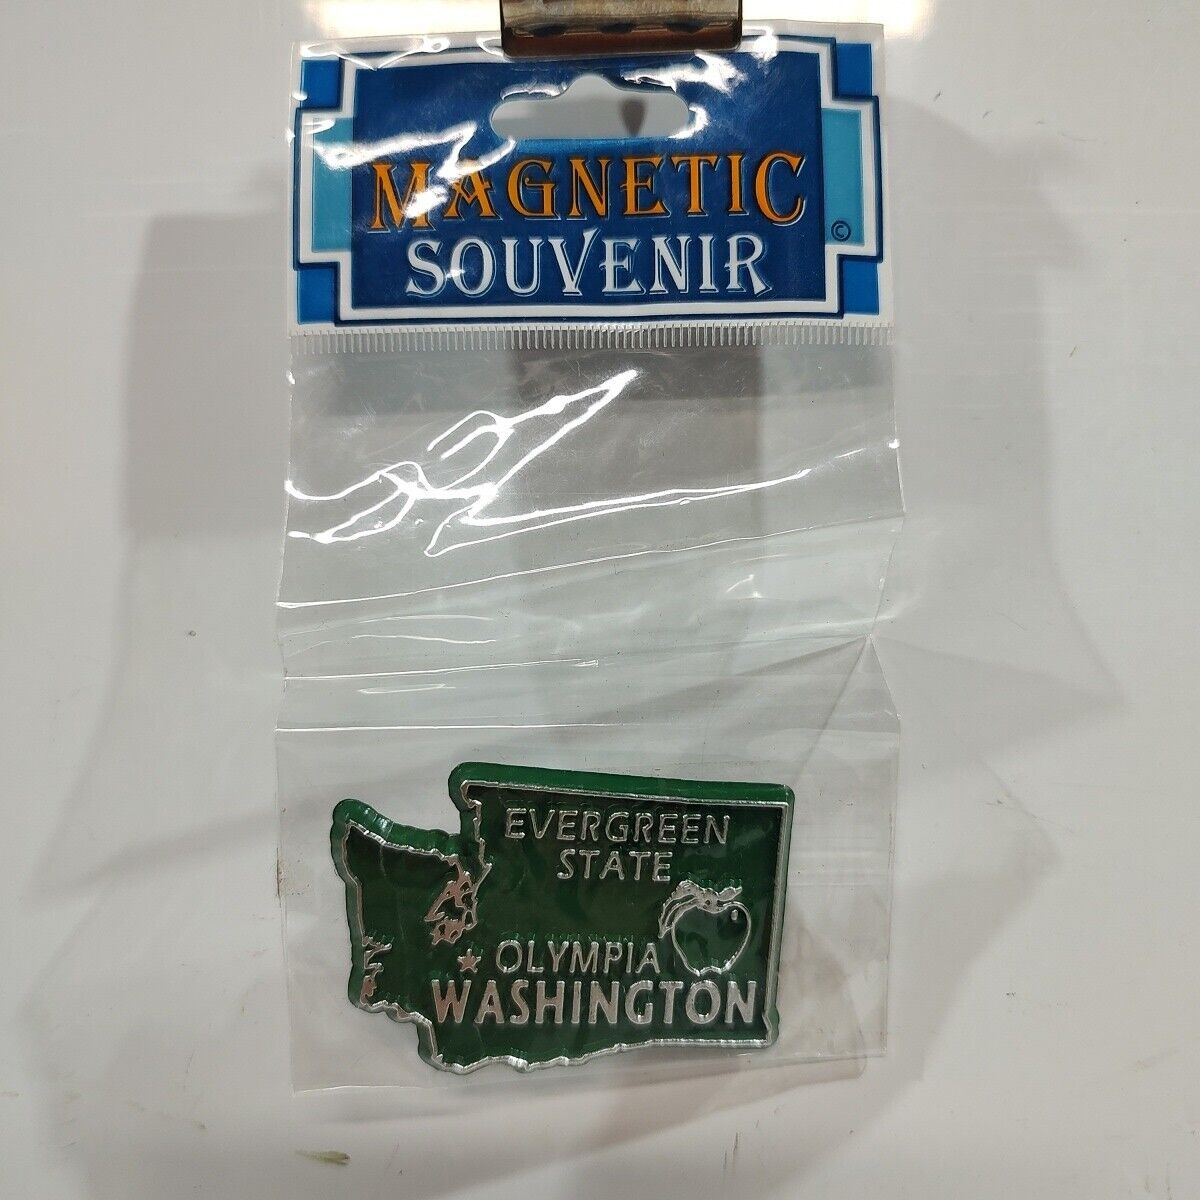 MAGNETIC
SOUVENIR
©
EVERGREEN
STATE
OLYMPIA
WASHINGTON